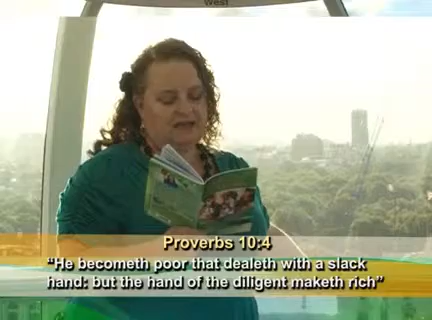 West
Proverbs 10:4
“He becometh poor that dealeth with a slack
hand: but the hand of the diligent maketh rich”